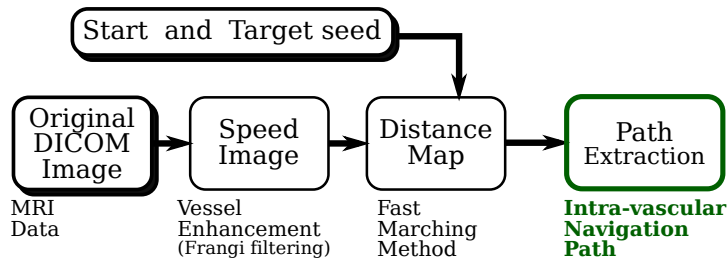 Start and Target seed
Original
DICOM
Image
Speed
Image
Distance
Map
Path
Extraction
MRI
Data
Vessel
Enhancement
(Frangi filtering)
Fast
Marching
Method
Intra-vascular
Navigation
Path